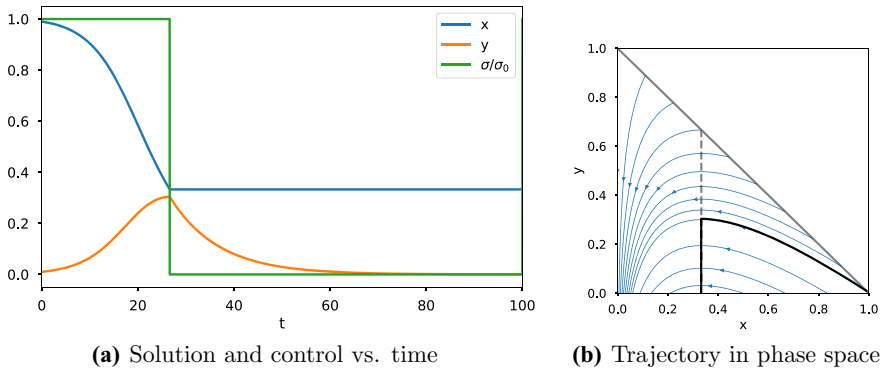 1.0
0.8
0.6
0.4
0.2
0.0
0 20 40 60 80 100
t
x
y
σ/σ₀
(a) Solution and control vs. time
1.0
0.8
0.6
0.4
0.2
0.0
y
0.0 0.2 0.4 0.6 0.8 1.0
x
(b) Trajectory in phase space